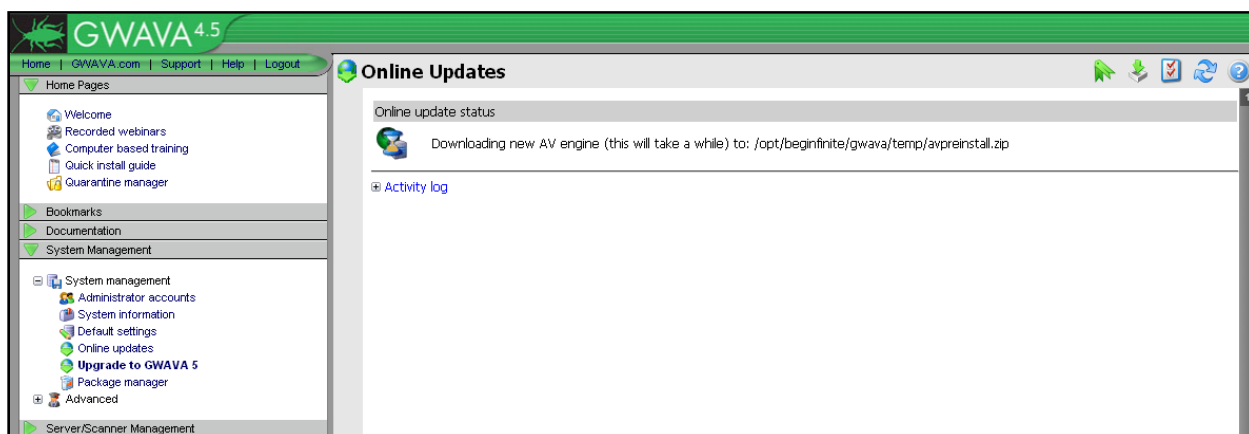 GWAVA 4.5
Home | GWAVA.com | Support | Help | Logout
Home Pages
Welcome
Recorded webinars
Computer based training
Quick install guide
Quarantine manager
Bookmarks
Documentation
System Management
System management
Administrator accounts
System information
Default settings
Online updates
Upgrade to GWAVA 5
Package manager
Advanced
Server/Scanner Management
Online Updates
Online update status
Downloading new AV engine (this will take a while) to: /opt/beginfinite/gwava/temp/avpreinstall.zip
Activity log